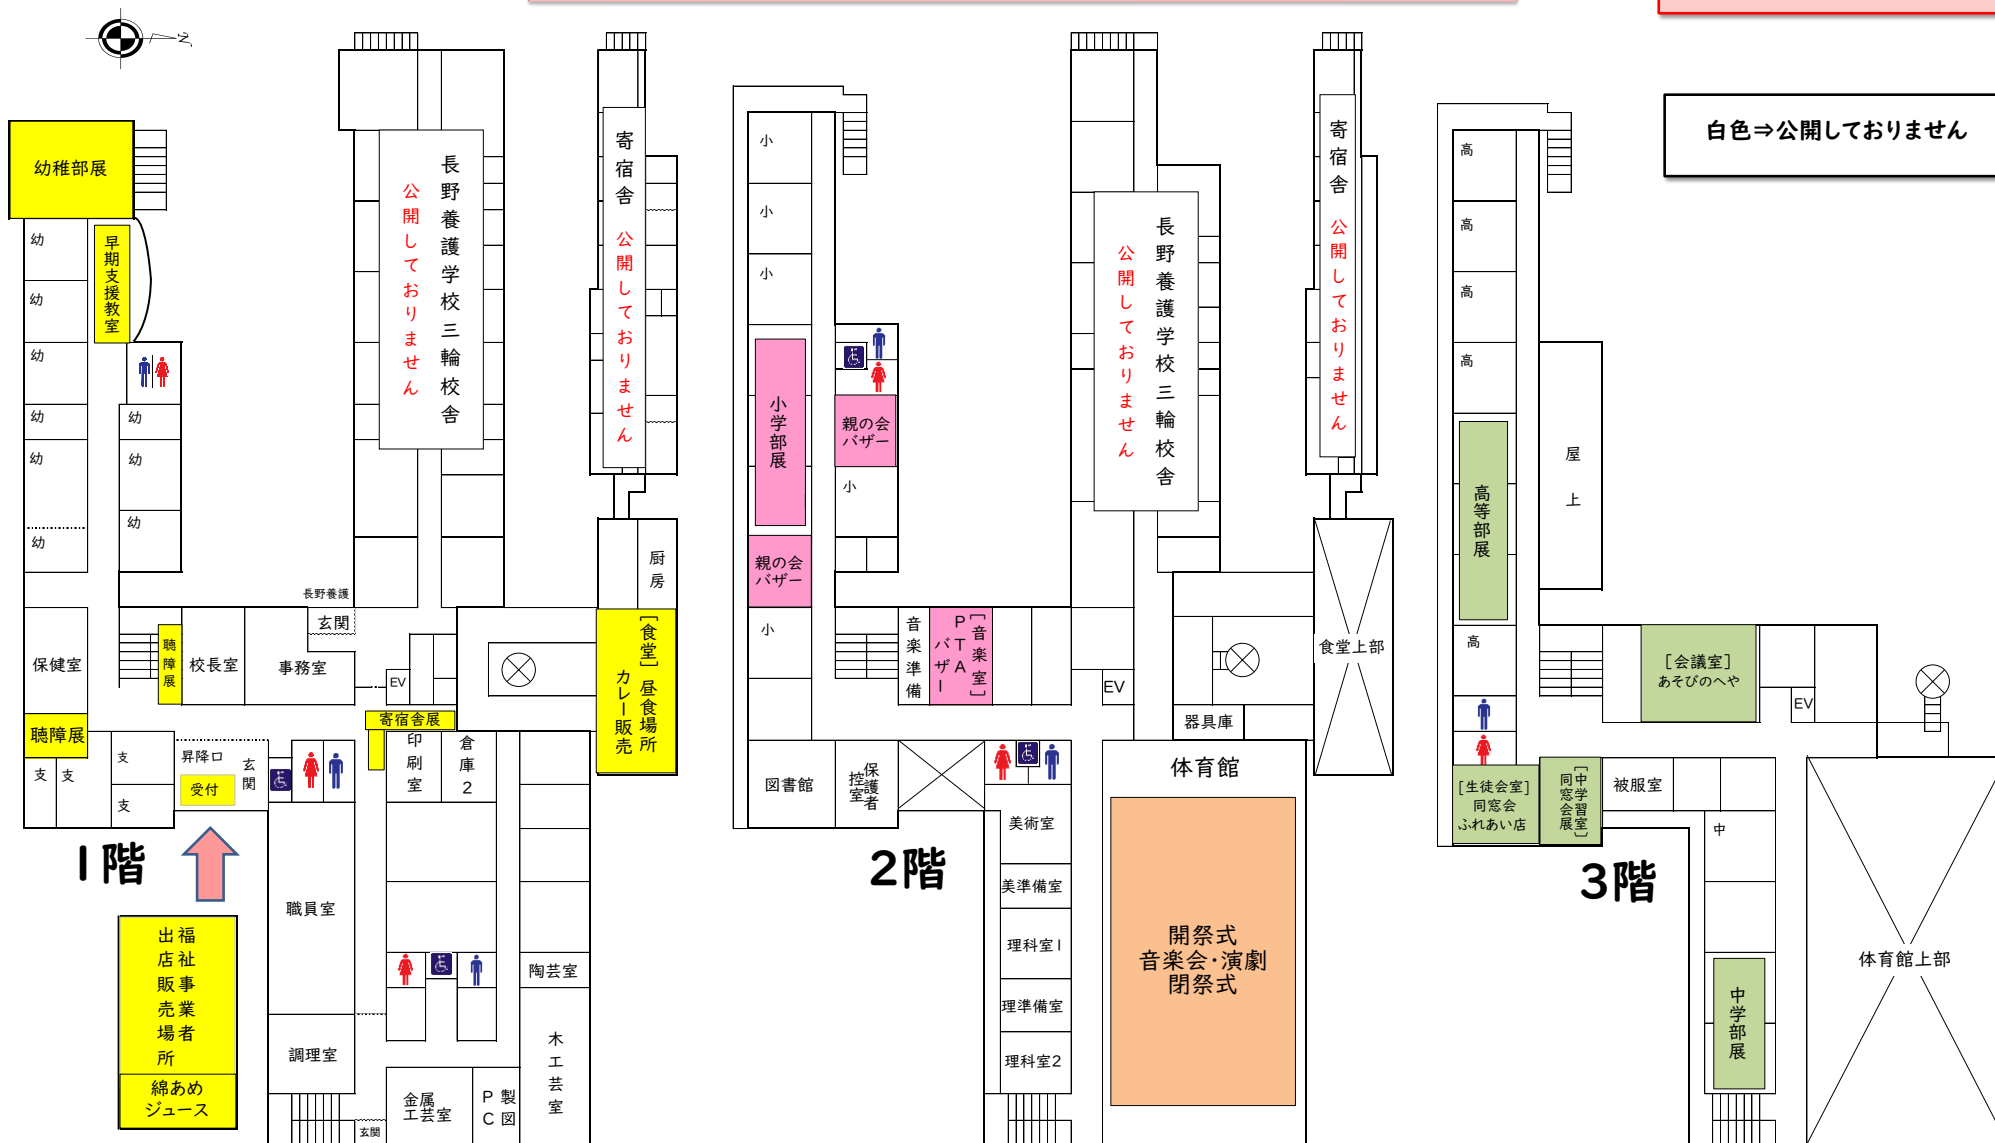 N
白色⇒公開しておりません
幼稚部展
幼
早期支援教室
幼
幼
幼
幼
幼
幼
幼
幼
長野養護学校三輪校舎
公開しておりません
寄宿舎
公開しておりません
厨房
長野養護
玄関
保健室
聴障展
校長室
事務室
EV
寄宿舎展
[食堂] 昼食場所
カレー販売
聴障展
支
支
支
支
昇降口
玄関
受付
印刷室
倉庫2
1階
職員室
福祉事業者
出店販売場所
綿あめ
ジュース
陶芸室
調理室
木工芸室
金属
工芸室
製図
PC
玄関
小
小
小
小学部展
親の会
バザー
小
親の会
バザー
小
音楽準備
[音楽室]
PTA
バザー
長野養護学校三輪校舎
公開しておりません
寄宿舎
公開しておりません
EV
食堂上部
器具庫
図書館
保護者
控室
体育館
2階
美術室
美準備室
理科室1
理準備室
理科室2
開祭式
音楽会・演劇
閉祭式
高
高
高
高
高等部展
屋上
高
[会議室]
あそびのへや
EV
[生徒会室]
同窓会
ふれあい店
[中学習室]
同窓会展
被服室
中
3階
中学部展
体育館上部